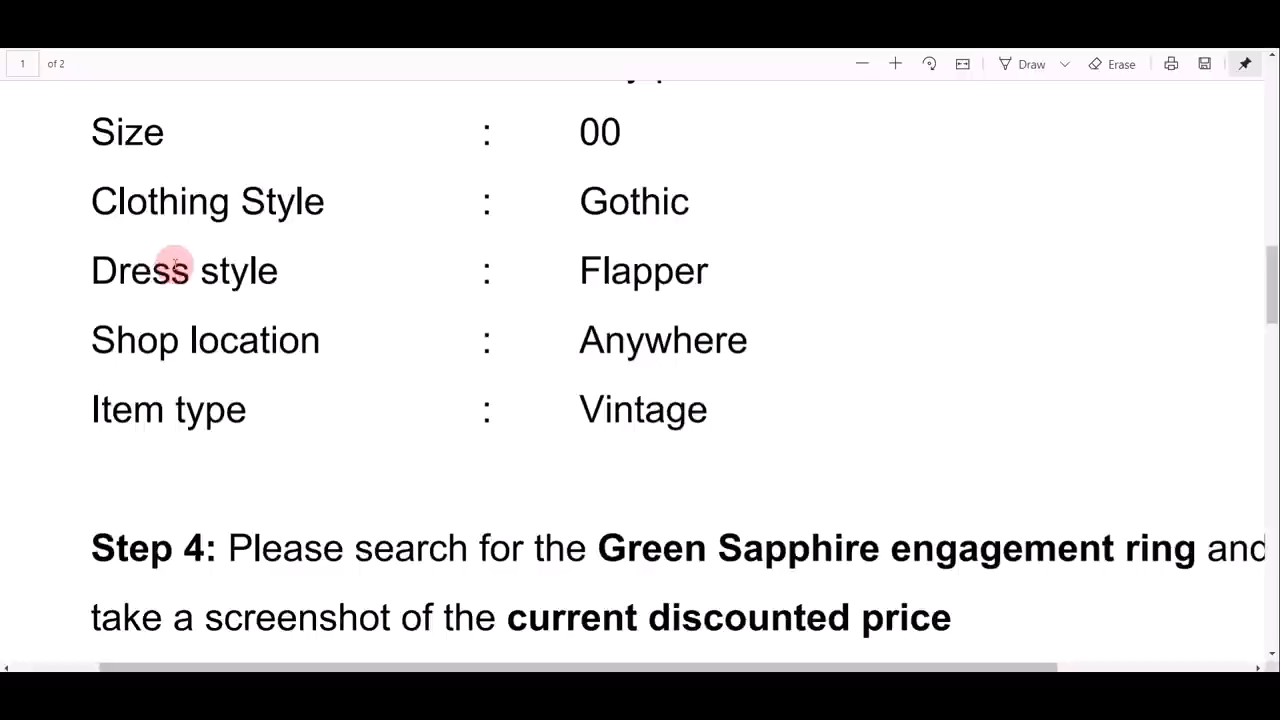 1 of 2 Draw Erase
Size : 00
Clothing Style : Gothic
Dress style : Flapper
Shop location : Anywhere
Item type : Vintage
Step 4: Please search for the Green Sapphire engagement ring and
take a screenshot of the current discounted price